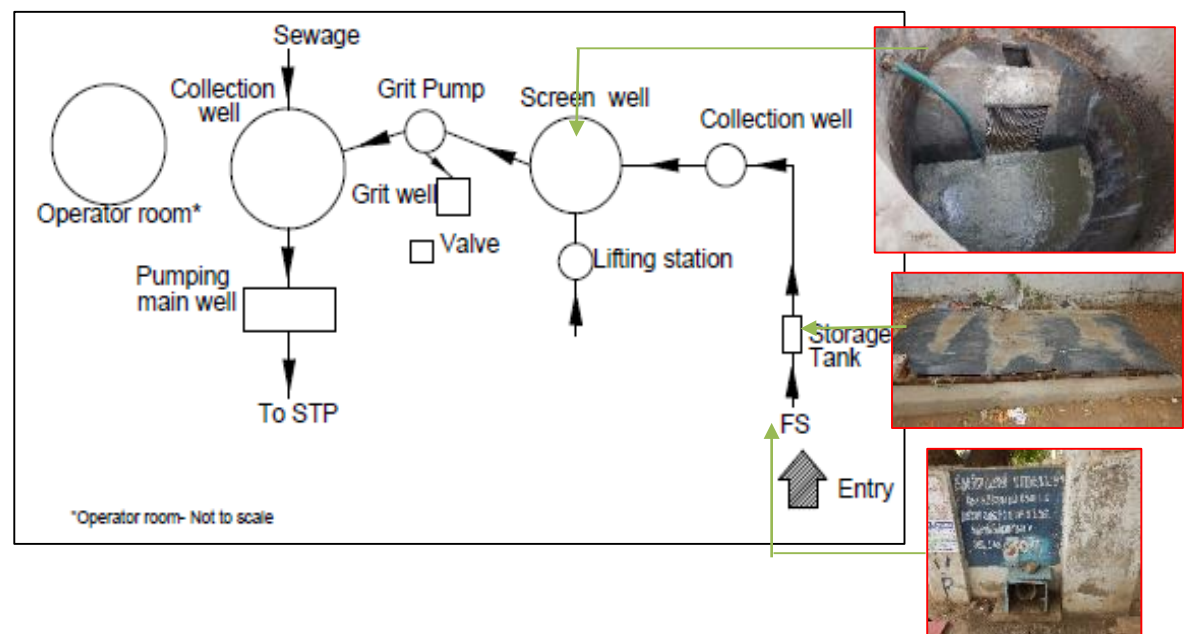 Sewage
Collection
well
Grit Pump
Screen well
Collection well
Operator room*
Grit well
Valve
Lifting station
Pumping
main well
Storage
Tank
To STP
FS
Entry
*Operator room- Not to scale